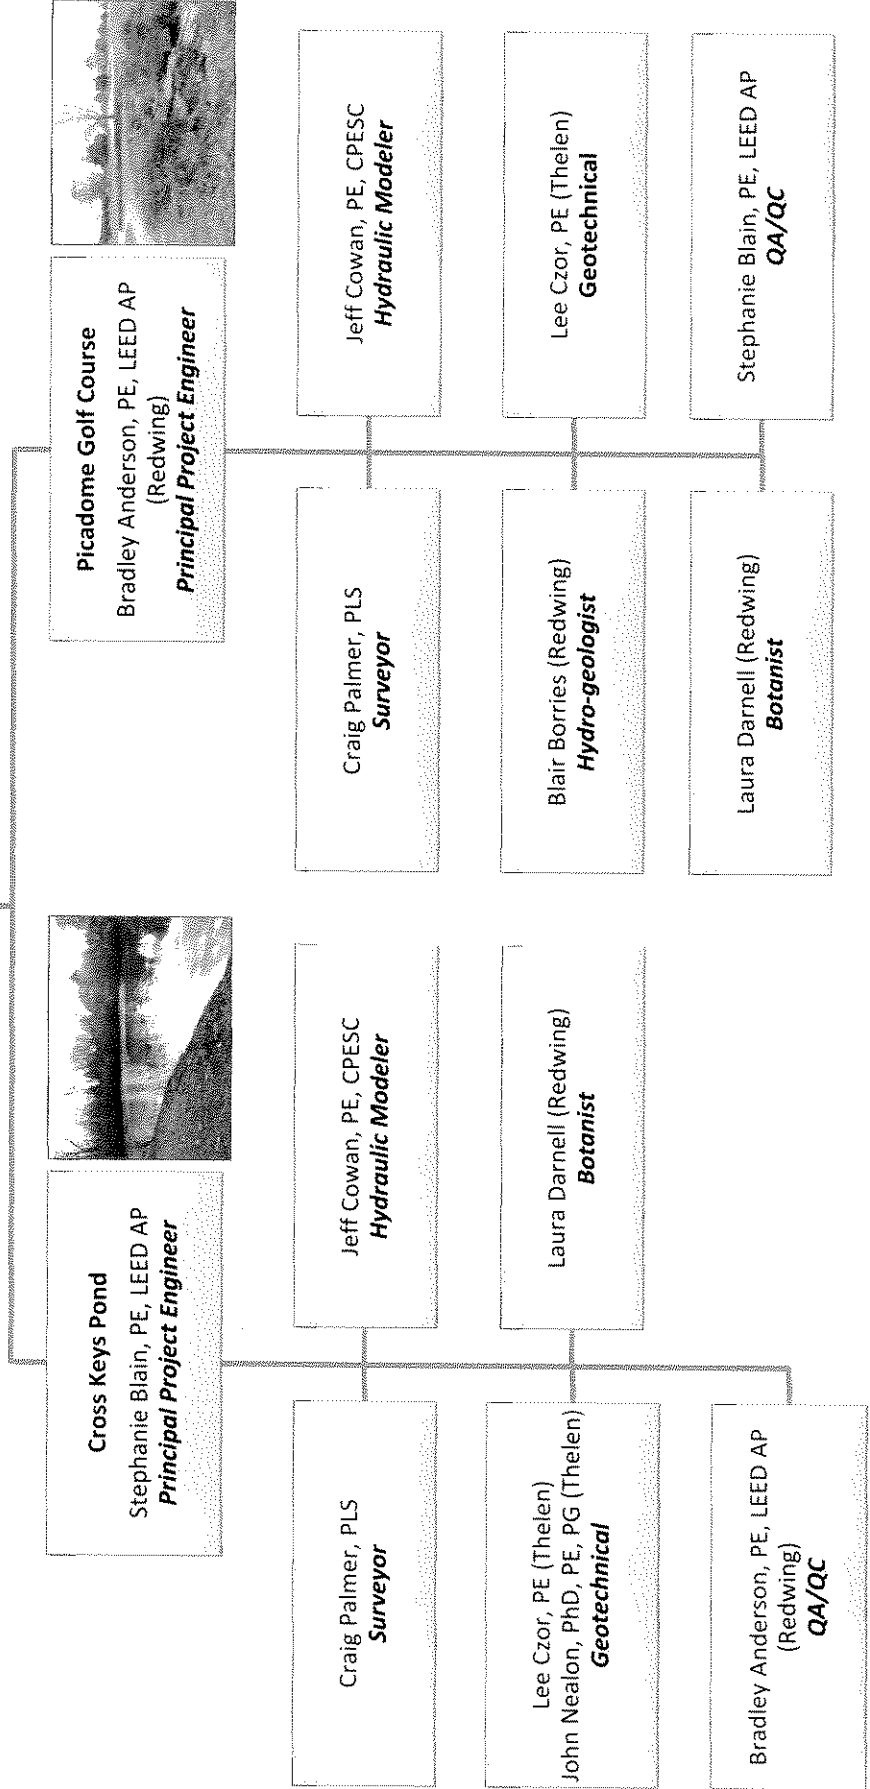 Cross Keys Pond
Stephanie Blain, PE, LEED AP
Principal Project Engineer
Craig Palmer, PLS
Surveyor
Jeff Cowan, PE, CPESC
Hydraulic Modeler
Lee Czor, PE (Thelen)
John Nealon, PhD, PE, PG (Thelen)
Geotechnical
Laura Darnell (Redwing)
Botanist
Bradley Anderson, PE, LEED AP
(Redwing)
QA/QC
Picadome Golf Course
Bradley Anderson, PE, LEED AP
(Redwing)
Principal Project Engineer
Craig Palmer, PLS
Surveyor
Jeff Cowan, PE, CPESC
Hydraulic Modeler
Blair Borries (Redwing)
Hydro-geologist
Lee Czor, PE (Thelen)
Geotechnical
Laura Darnell (Redwing)
Botanist
Stephanie Blain, PE, LEED AP
QA/QC